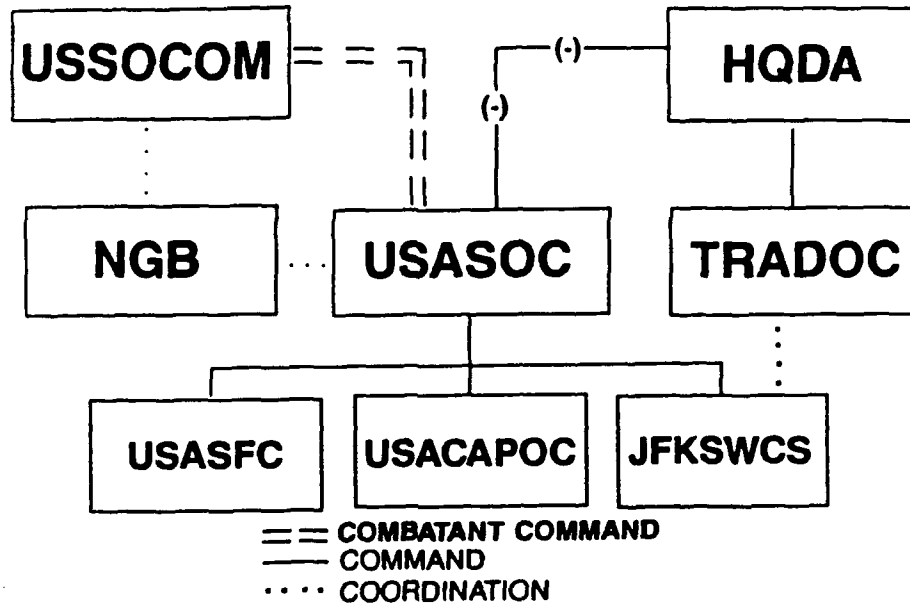 USSOCOM
(-)
HQDA
(-)
NGB
USASOC
TRADOC
USASFC
USACAPOC
JFKSWCS
COMBATANT COMMAND
COMMAND
COORDINATION